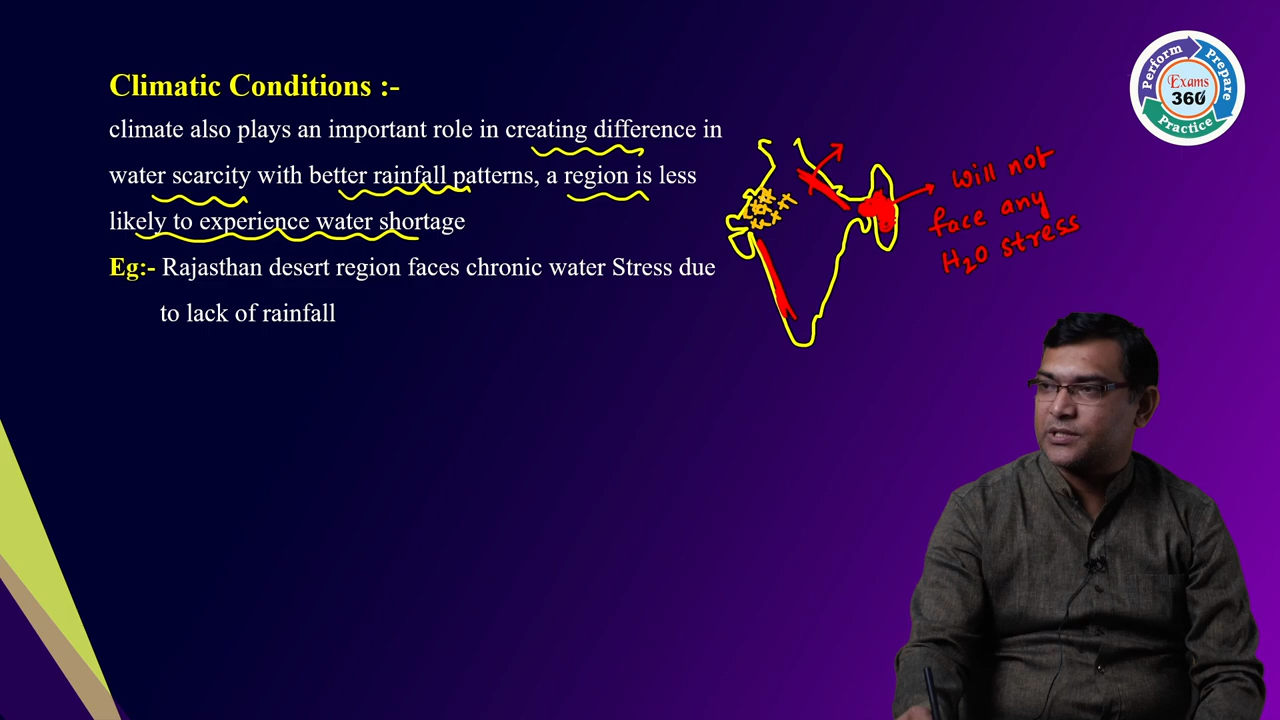 Climatic Conditions :-
climate also plays an important role in creating difference in
water scarcity with better rainfall patterns, a region is less
likely to experience water shortage
Eg:- Rajasthan desert region faces chronic water Stress due
to lack of rainfall
will not
face any
H2O stress
Perform
Prepare
Practice
Exams
360